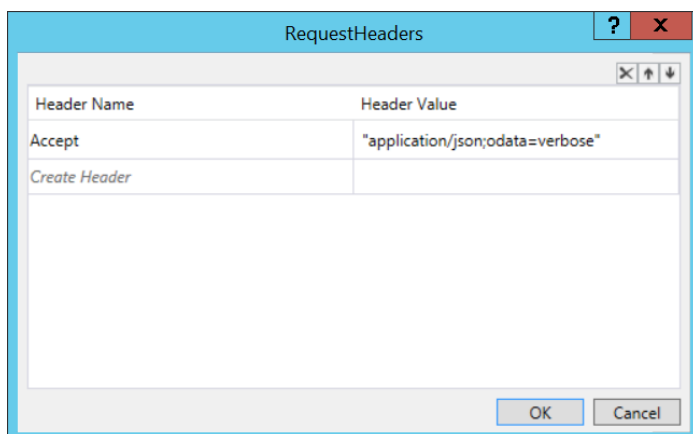 RequestHeaders
? X
Header Name Header Value
Accept "application/json;odata=verbose"
Create Header
OK Cancel